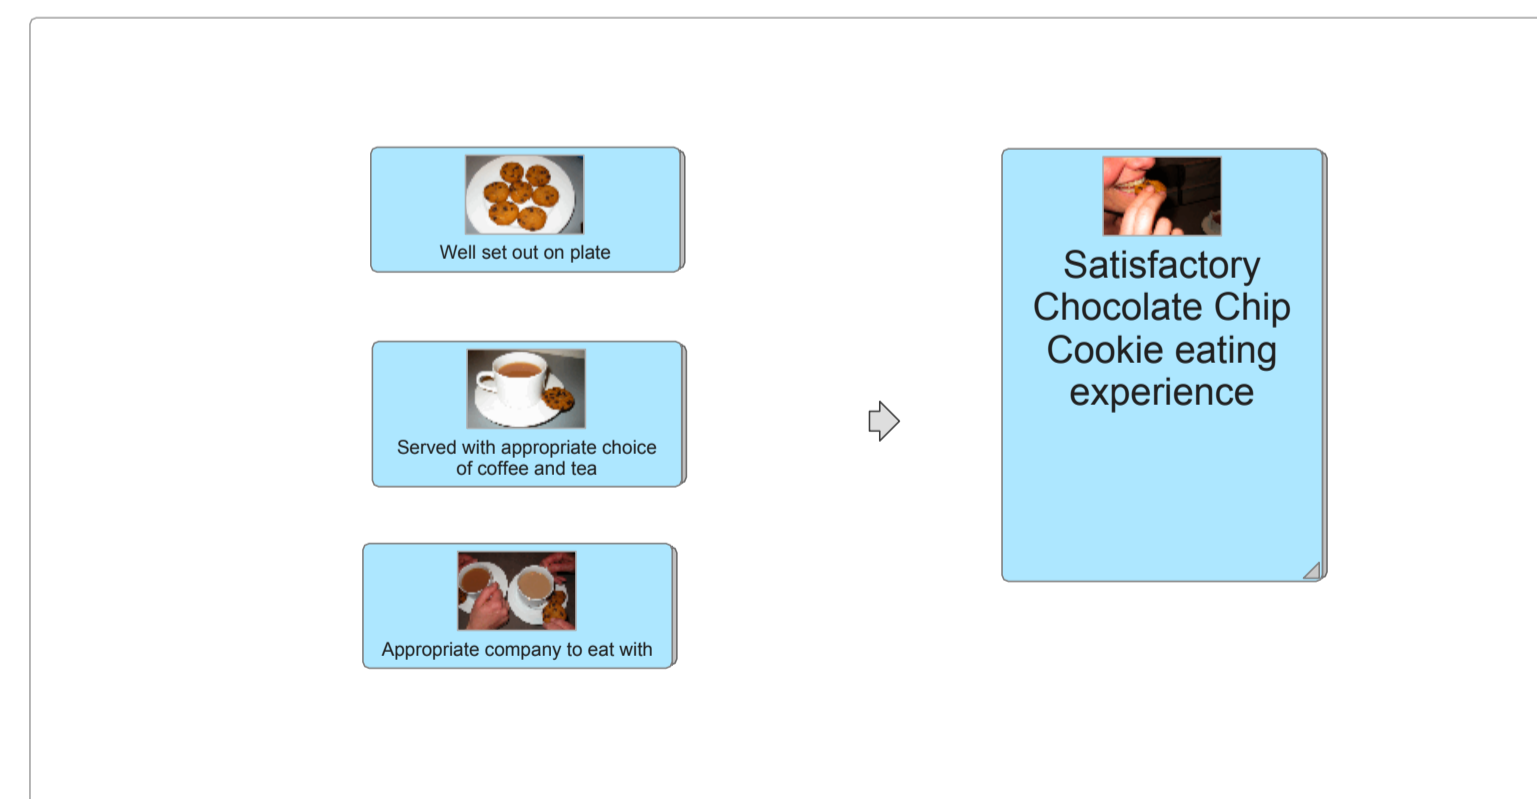 Well set out on plate
Served with appropriate choice
of coffee and tea
Appropriate company to eat with
Satisfactory
Chocolate Chip
Cookie eating
experience